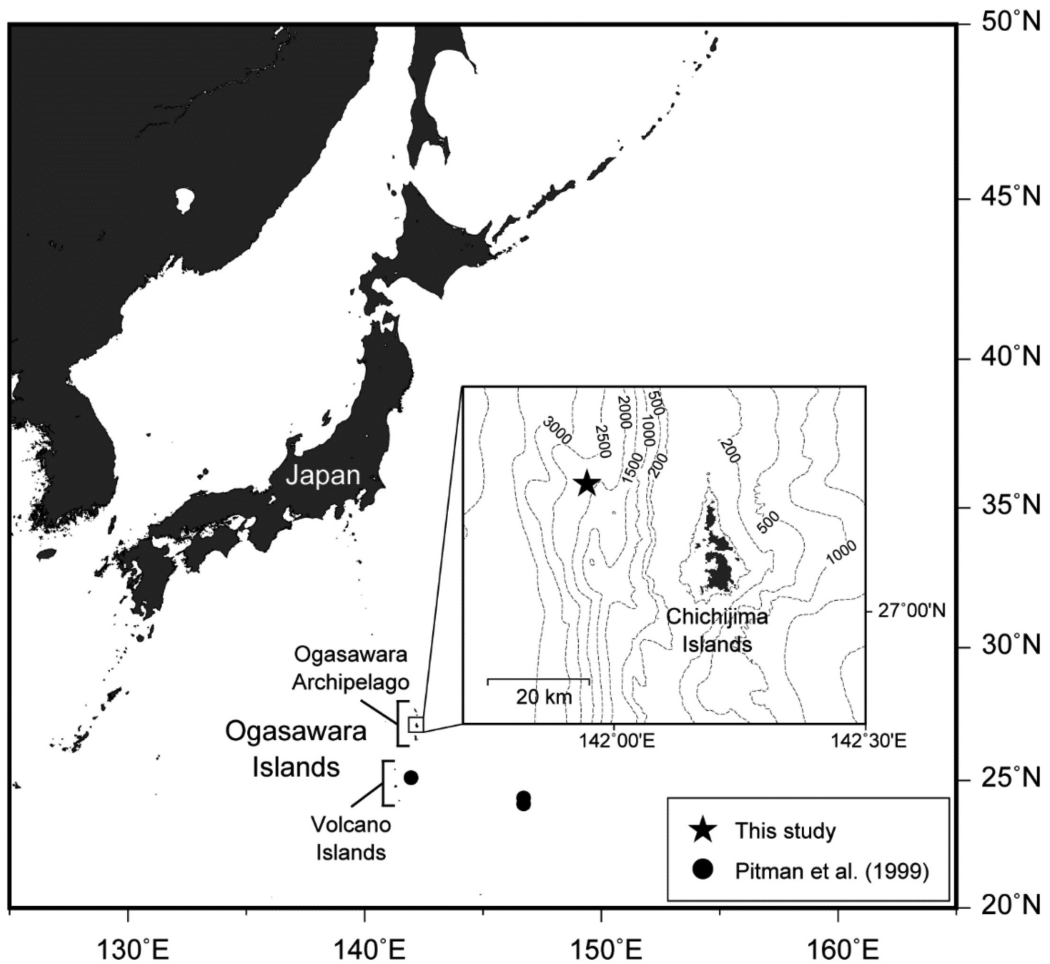 50°N
45°N
40°N
35°N
30°N
25°N
20°N
130°E
140°E
150°E
160°E
Japan
Ogasawara
Archipelago
Ogasawara
Islands
Volcano
Islands
3000
2500
2000
500
1000
1500
200
200
500
1000
Chichijima
Islands
20 km
27°00'N
142°00'E
142°30'E
This study
Pitman et al. (1999)